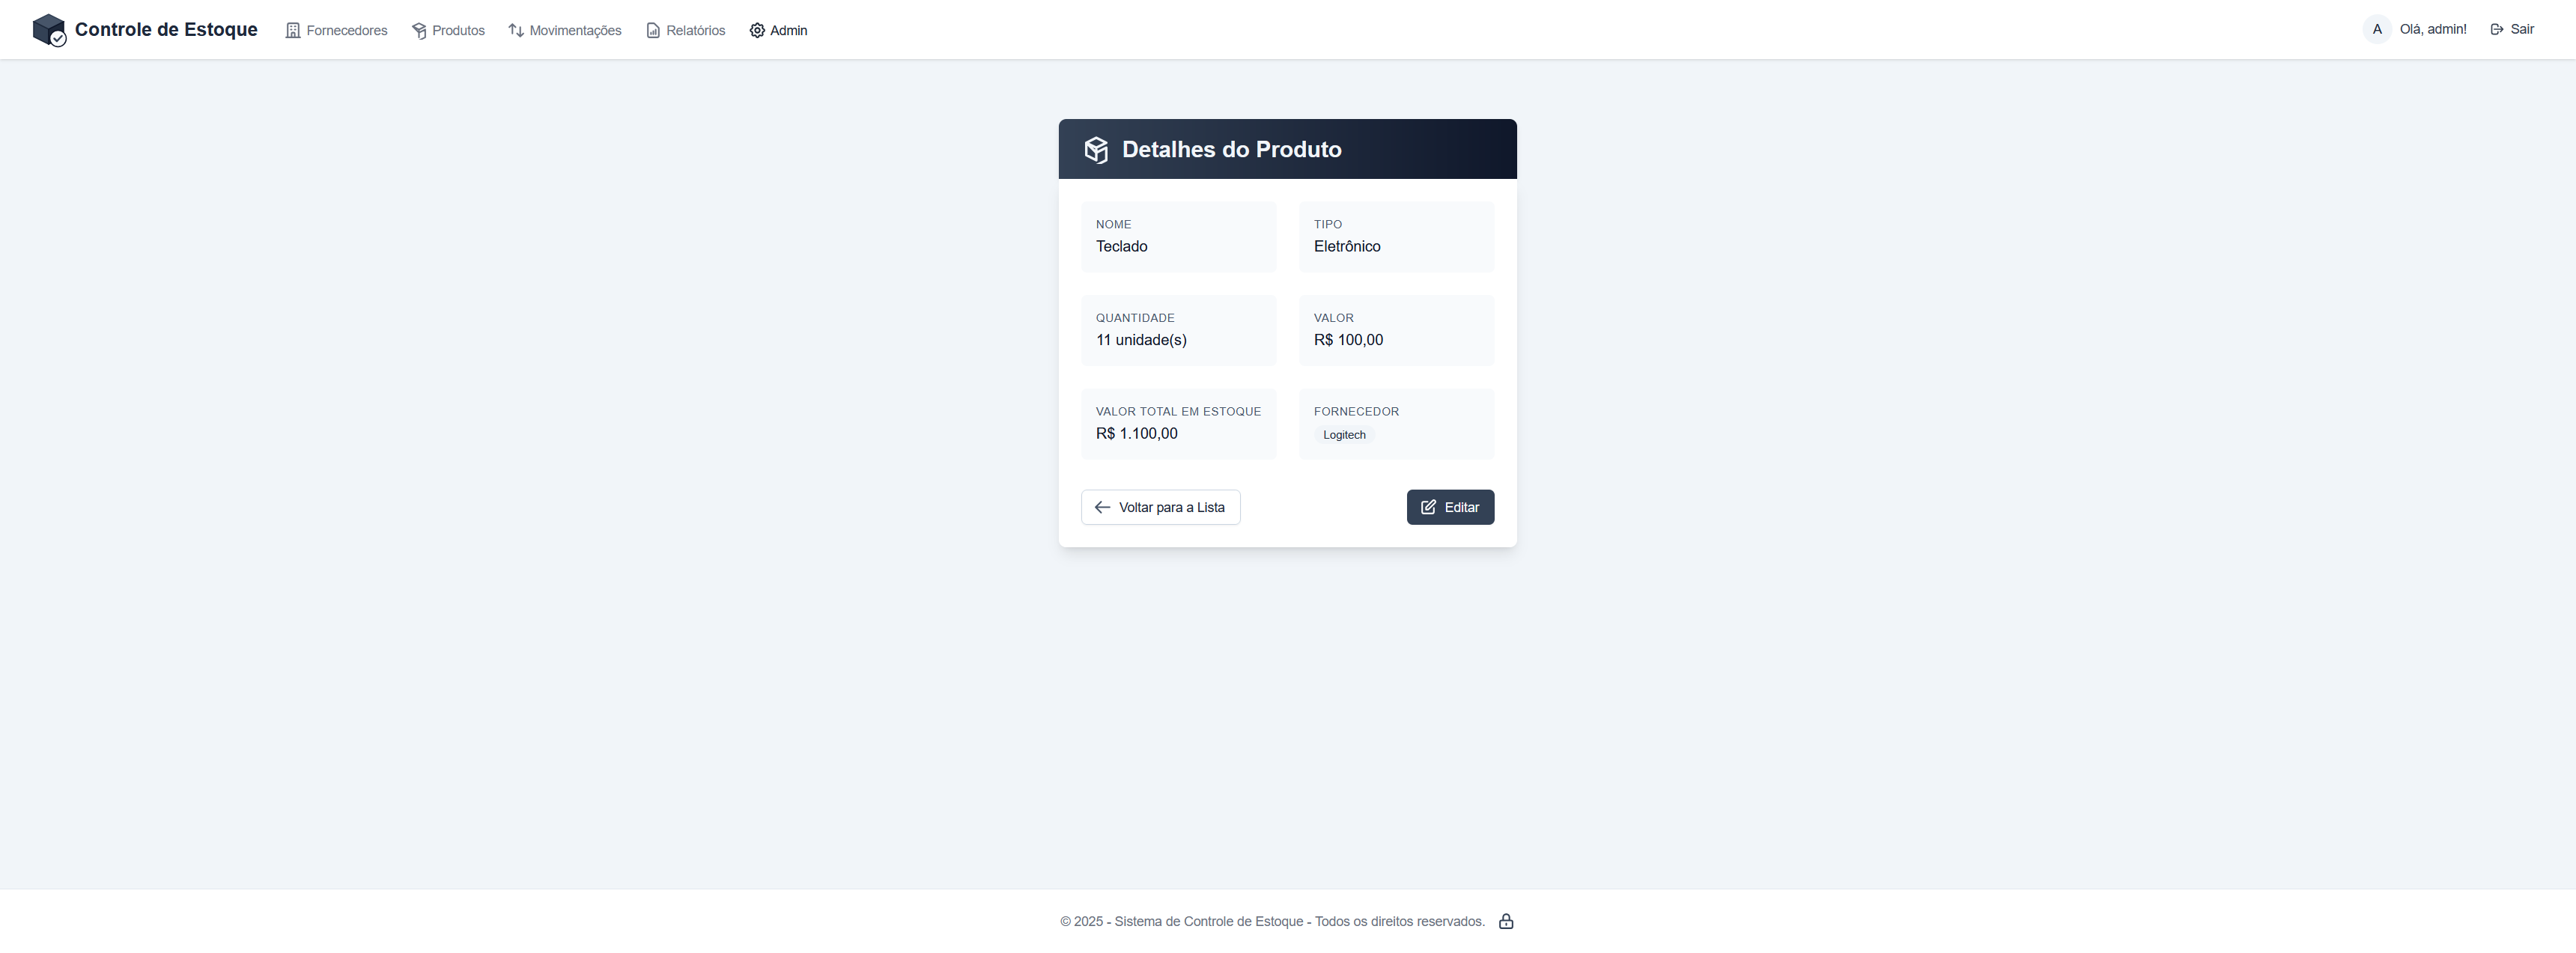 Controle de Estoque Fornecedores Produtos Movimentações Relatórios Admin A Olá, admin! Sair
Detalhes do Produto
NOME
Teclado
TIPO
Eletrônico
QUANTIDADE
11 unidade(s)
VALOR
R$ 100,00
VALOR TOTAL EM ESTOQUE
R$ 1.100,00
FORNECEDOR
Logitech
Voltar para a Lista
Editar
© 2025 - Sistema de Controle de Estoque - Todos os direitos reservados.